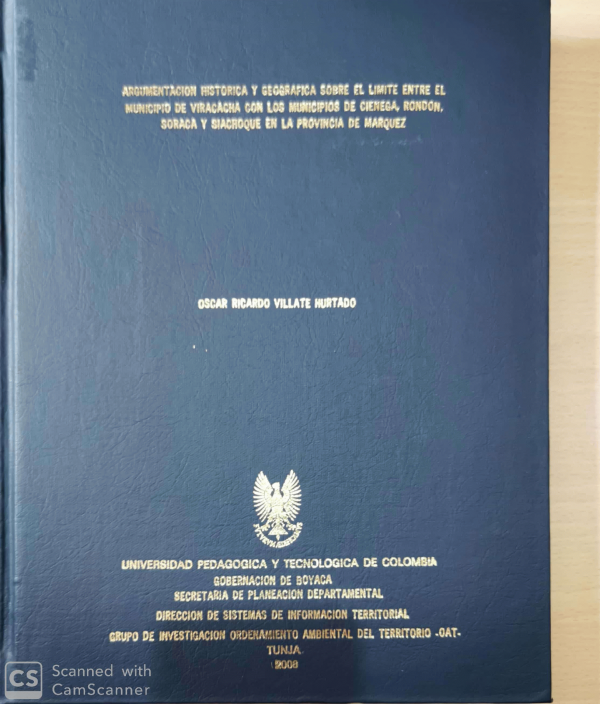 ARGUMENTACION HISTORICA Y GEOGRAFICA SOBRE EL LIMITE ENTRE EL
MUNICIPIO DE VIRACACHA CON LOS MUNICIPIOS DE CIENEGA, RONDON,
SORACA Y SIACHOQUE EN LA PROVINCIA DE MARQUEZ
OSCAR RICARDO VILLATE HURTADO
UNIVERSIDAD PEDAGOGICA Y TECNOLOGICA DE COLOMBIA
GOBERNACION DE BOYACA
SECRETARIA DE PLANEACION DEPARTAMENTAL
DIRECCION DE SISTEMAS DE INFORMACION TERRITORIAL
GRUPO DE INVESTIGACION ORDENAMIENTO AMBIENTAL DEL TERRITORIO -OAT-
TUNJA
2008
CS Scanned with
CamScanner